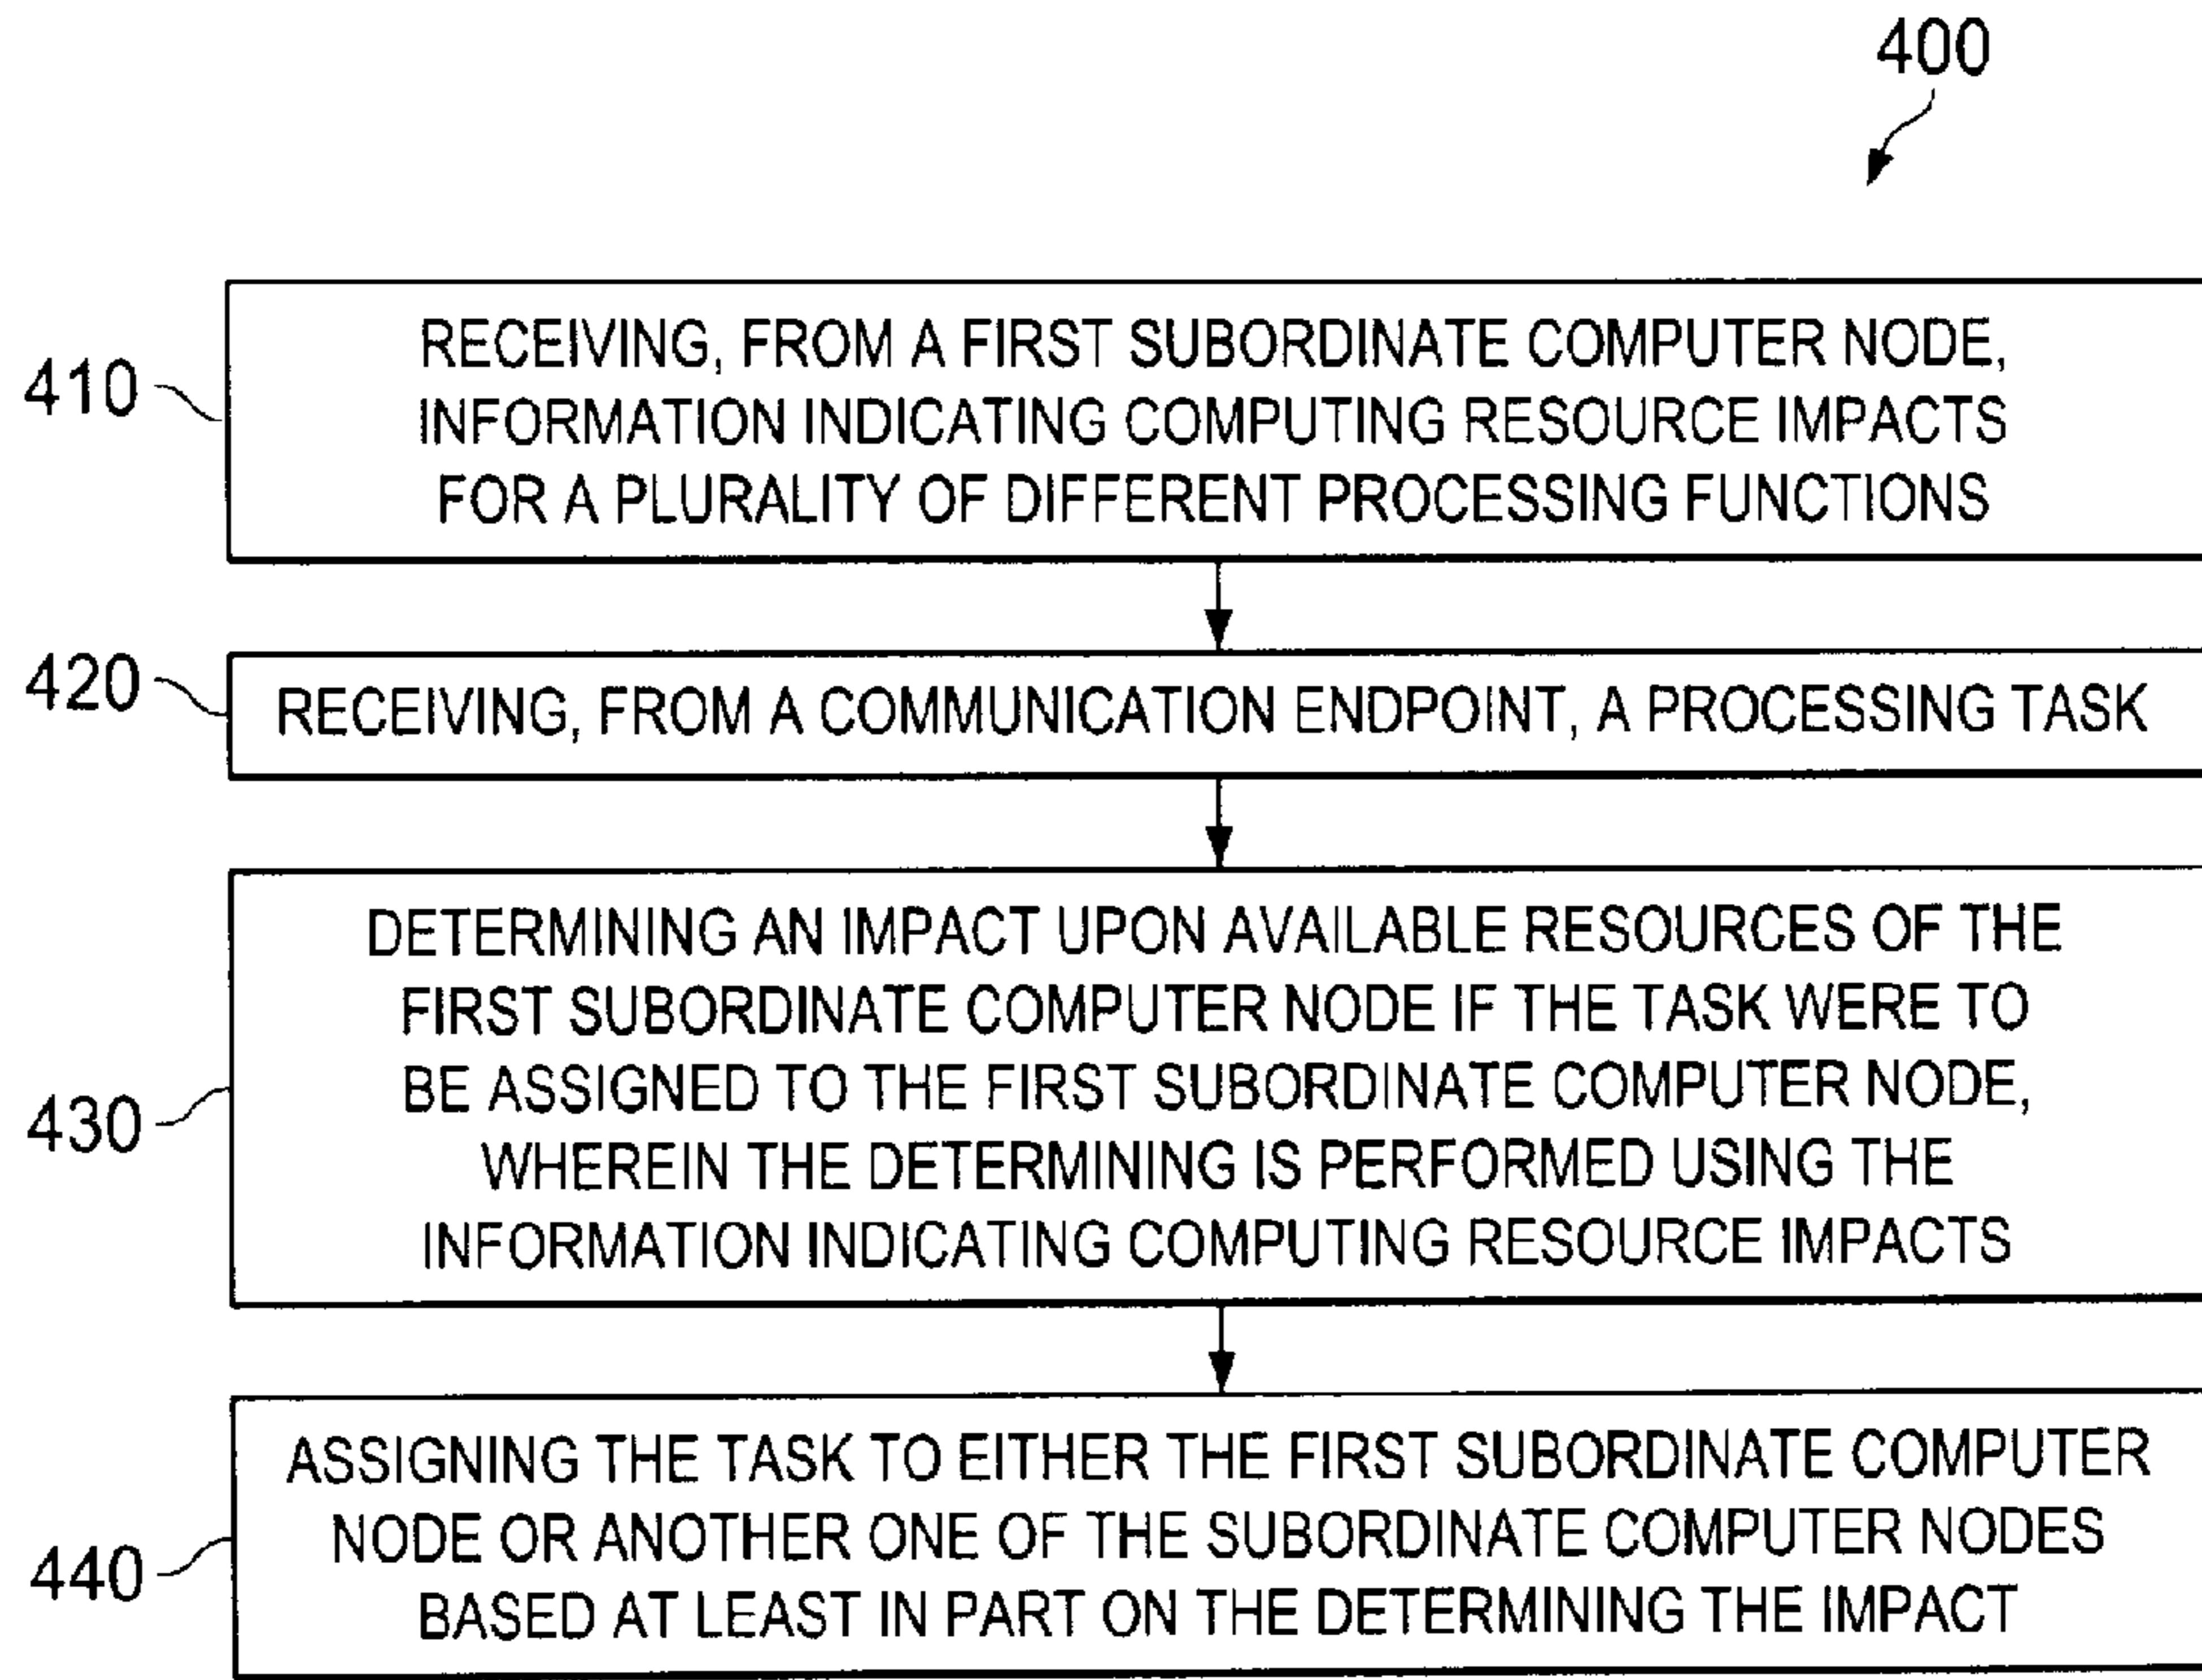 400
410
RECEIVING, FROM A FIRST SUBORDINATE COMPUTER NODE,
INFORMATION INDICATING COMPUTING RESOURCE IMPACTS
FOR A PLURALITY OF DIFFERENT PROCESSING FUNCTIONS
420
RECEIVING, FROM A COMMUNICATION ENDPOINT, A PROCESSING TASK
430
DETERMINING AN IMPACT UPON AVAILABLE RESOURCES OF THE
FIRST SUBORDINATE COMPUTER NODE IF THE TASK WERE TO
BE ASSIGNED TO THE FIRST SUBORDINATE COMPUTER NODE,
WHEREIN THE DETERMINING IS PERFORMED USING THE
INFORMATION INDICATING COMPUTING RESOURCE IMPACTS
440
ASSIGNING THE TASK TO EITHER THE FIRST SUBORDINATE COMPUTER
NODE OR ANOTHER ONE OF THE SUBORDINATE COMPUTER NODES
BASED AT LEAST IN PART ON THE DETERMINING THE IMPACT